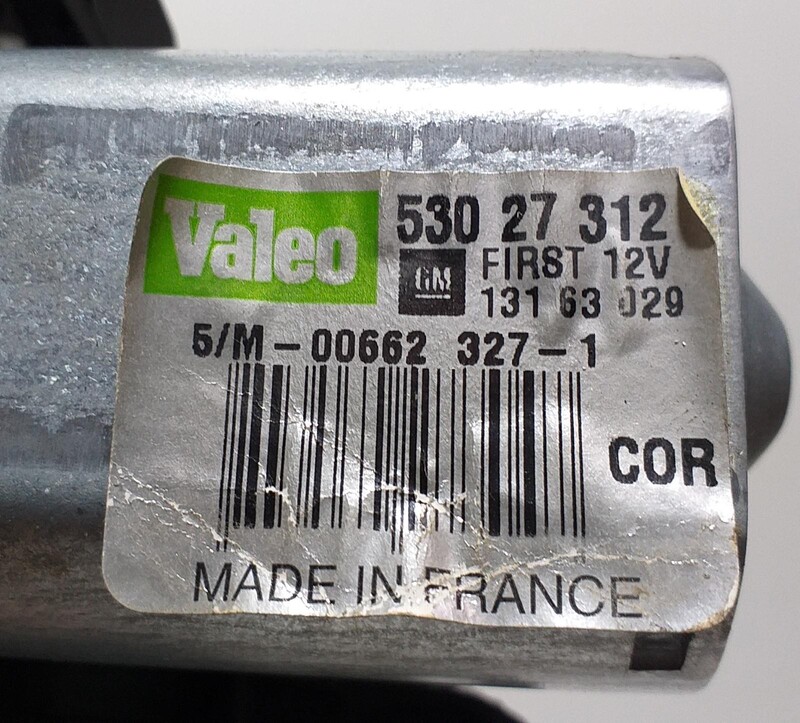 Valeo
530 27 312
GM
FIRST 12V
131 63 029
5/M-00662 327-1
COR
MADE IN FRANCE